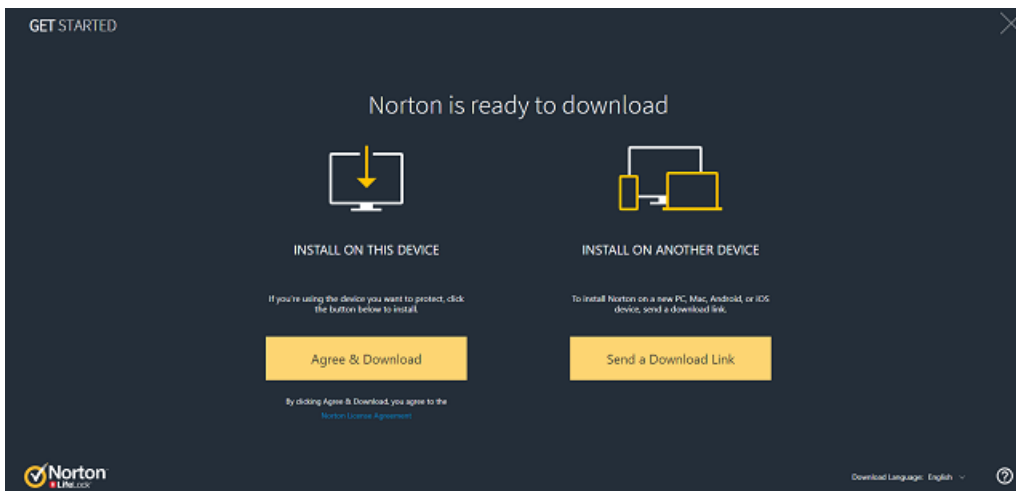 GET STARTED
Norton is ready to download
INSTALL ON THIS DEVICE
If you're using the device you want to protect, click
the button below to install.
Agree & Download
By clicking Agree & Download, you agree to the
Norton License Agreement
INSTALL ON ANOTHER DEVICE
To install Norton on a new PC, Mac, Android, or iOS
device, send a download link.
Send a Download Link
Norton
LifeLock
Download Language: English
?